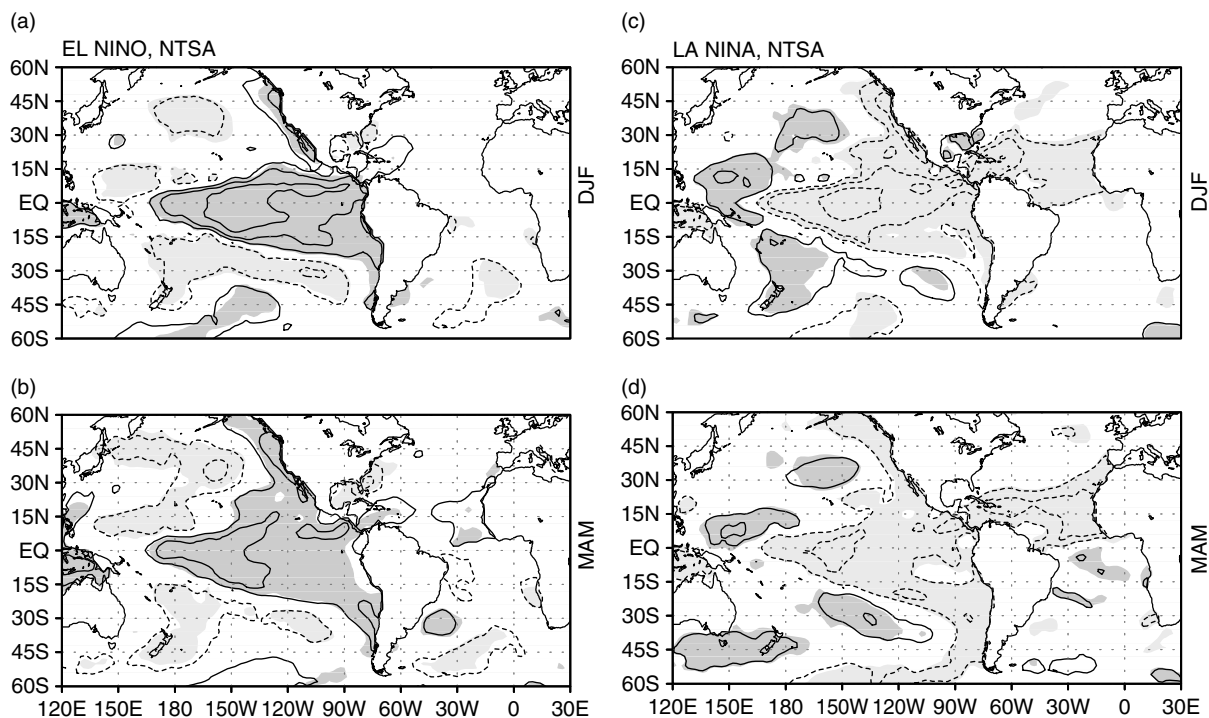 (a)
EL NINO, NTSA
60N
45N
30N
15N
EQ
15S
30S
45S
60S
DJF
(c)
LA NINA, NTSA
60N
45N
30N
15N
EQ
15S
30S
45S
60S
DJF
(b)
60N
45N
30N
15N
EQ
15S
30S
45S
60S
120E 150E 180 150W 120W 90W 60W 30W 0 30E
MAM
(d)
60N
45N
30N
15N
EQ
15S
30S
45S
60S
120E 150E 180 150W 120W 90W 60W 30W 0 30E
MAM